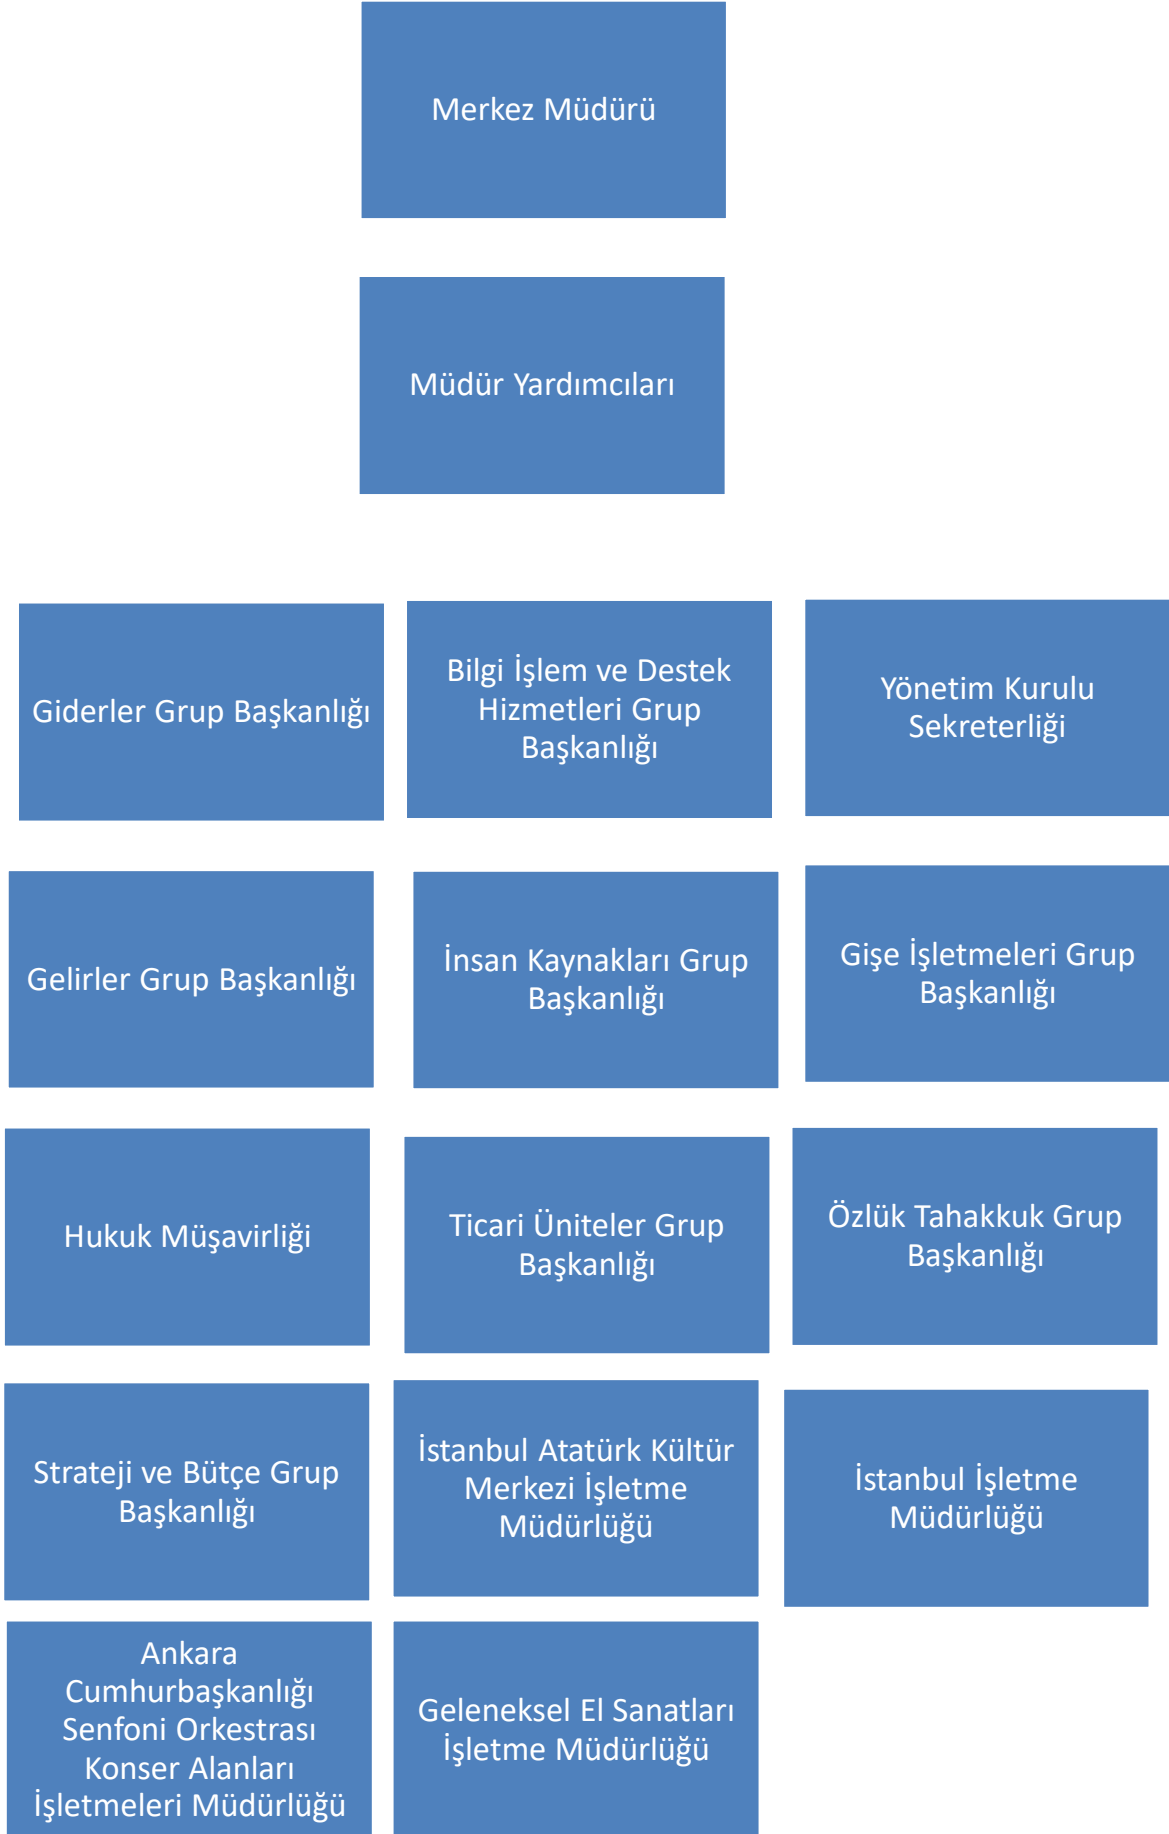 Merkez Müdürü
Müdür Yardımcıları
Giderler Grup Başkanlığı
Bilgi İşlem ve Destek
Hizmetleri Grup
Başkanlığı
Yönetim Kurulu
Sekreterliği
Gelirler Grup Başkanlığı
İnsan Kaynakları Grup
Başkanlığı
Gişe İşletmeleri Grup
Başkanlığı
Hukuk Müşavirliği
Ticari Üniteler Grup
Başkanlığı
Özlük Tahakkuk Grup
Başkanlığı
Strateji ve Bütçe Grup
Başkanlığı
İstanbul Atatürk Kültür
Merkezi İşletme
Müdürlüğü
İstanbul İşletme
Müdürlüğü
Ankara
Cumhurbaşkanlığı
Senfoni Orkestrası
Konser Alanları
İşletmeleri Müdürlüğü
Geleneksel El Sanatları
İşletme Müdürlüğü